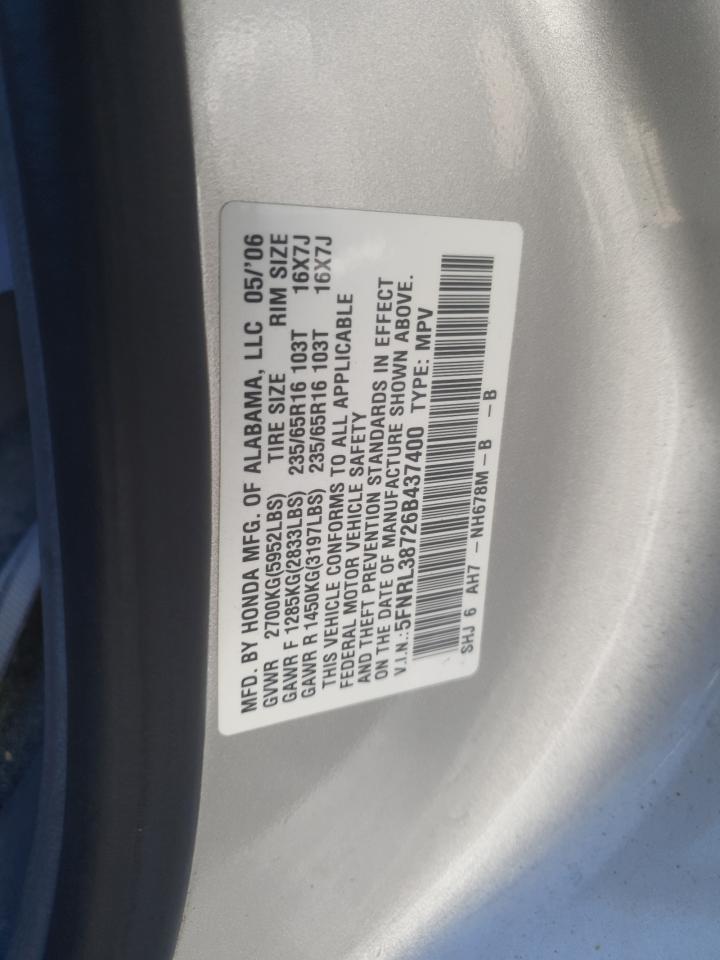 MFD. BY HONDA MFG. OF ALABAMA, LLC 05/'06
GVWR 2700KG(5952LBS) TIRE SIZE RIM SIZE
GAWR F 1285KG(2833LBS) 235/65R16 103T 16X7J
GAWR R 1450KG(3197LBS) 235/65R16 103T 16X7J
THIS VEHICLE CONFORMS TO ALL APPLICABLE
FEDERAL MOTOR VEHICLE SAFETY
AND THEFT PREVENTION STANDARDS IN EFFECT
ON THE DATE OF MANUFACTURE SHOWN ABOVE.
V.I.N.:5FNRL38726B437400 TYPE: MPV
SHJ 6 AH7 -NH678M-B -B